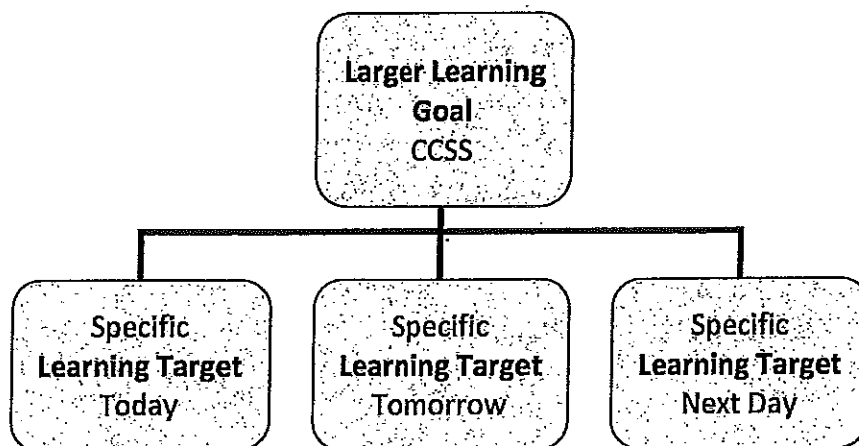 Larger Learning
Goal
CCSS
Specific
Learning Target
Today
Specific
Learning Target
Tomorrow
Specific
Learning Target
Next Day